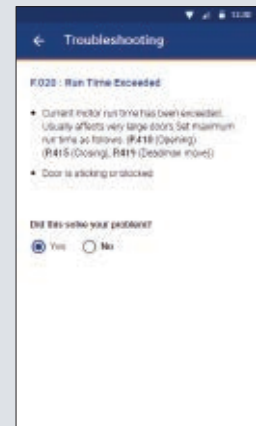 12:30
Troubleshooting
F.020 : Run Time Exceeded
Current motor run time has been exceeded.
Usually affects very large doors. Set maximum
run time as follows: (P.410 (Opening)
(P.415 (Closing), P.419 (Deadman move))
Door is sticking or blocked
Did this solve your problem?
Yes
No